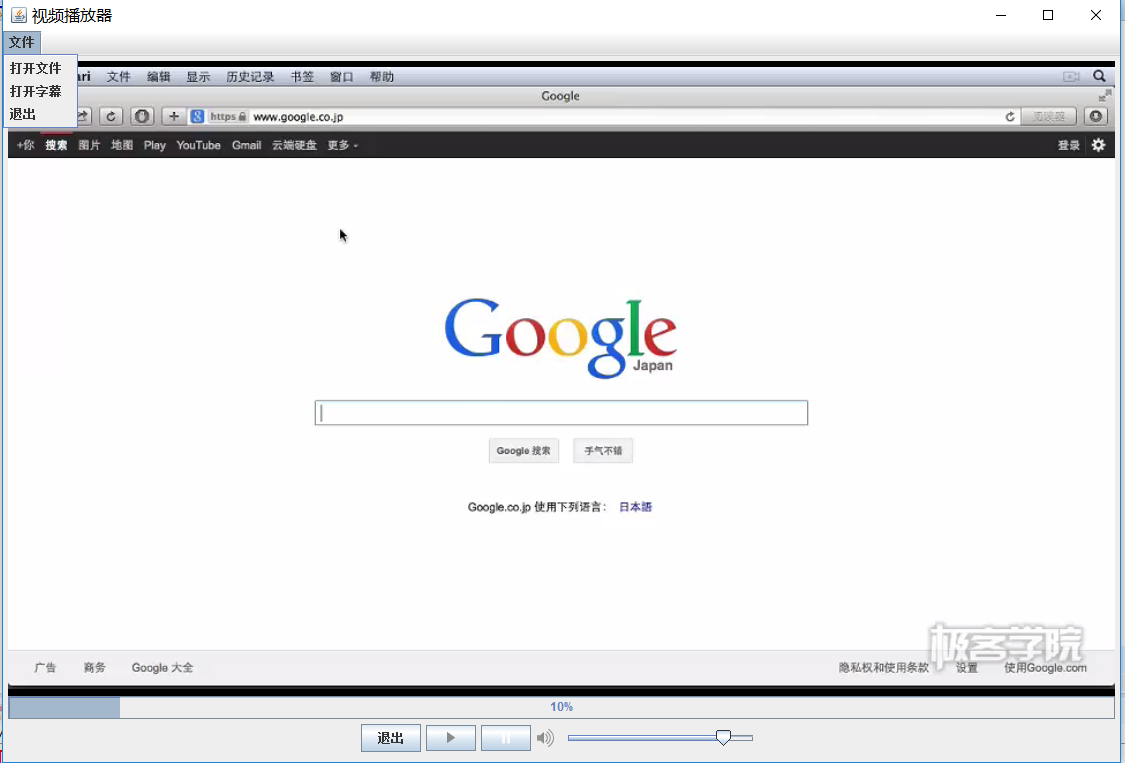 视频播放器
文件
打开文件
打开字幕
退出
ari 文件 编辑 显示 历史记录 书签 窗口 帮助
Google
https www.google.co.jp 阅读器
+你 搜索 图片 地图 Play YouTube Gmail 云端硬盘 更多 登录
Google
Japan
Google 搜索 手气不错
Google.co.jp 使用下列语言： 日本語
极客学院
广告 商务 Google 大全 隐私权和使用条款 设置 使用Google.com
10%
退出